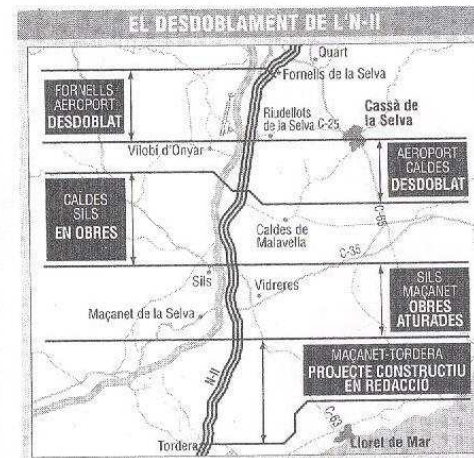 EL DESDOBLAMENT DE L'N-II
Quart
Fornells de la Selva
FORNELLS
AEROPORT
DESDOBLAT
Riudellots
de la Selva
C-25
Cassà de
la Selva
Vilobí d'Onyar
AEROPORT
CALDES
DESDOBLAT
CALDES
SILS
EN OBRES
C-65
Caldes de
Malavella
C-35
Sils
Vidreres
SILS
MAÇANET
OBRES
ATURADES
Maçanet de la Selva
MAÇANET-TORDERA
PROJECTE CONSTRUCTIU
EN REDACCIÓ
N-II
C-63
Tordera
Lloret de Mar